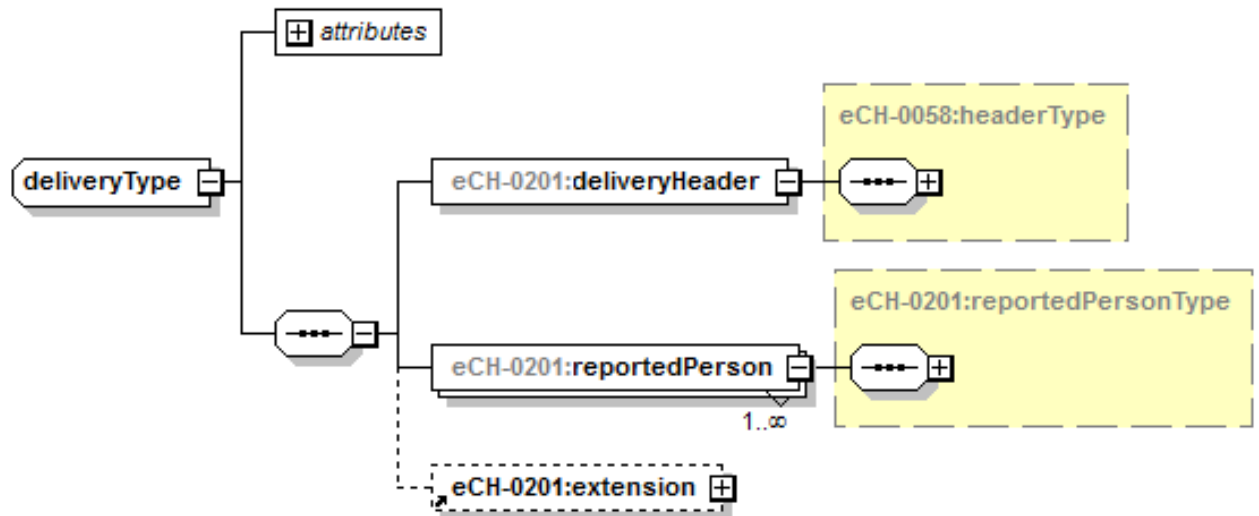 attributes
eCH-0058:headerType
deliveryType
eCH-0201:deliveryHeader
eCH-0201:reportedPersonType
eCH-0201:reportedPerson
1..∞
eCH-0201:extension